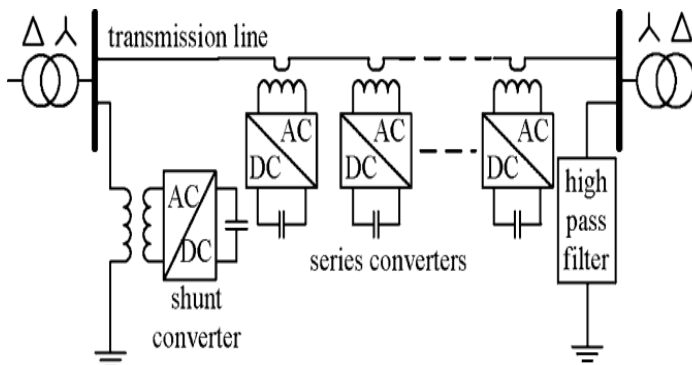 transmission line
AC
DC
AC
DC
AC
DC
AC
DC
series converters
shunt
converter
high
pass
filter